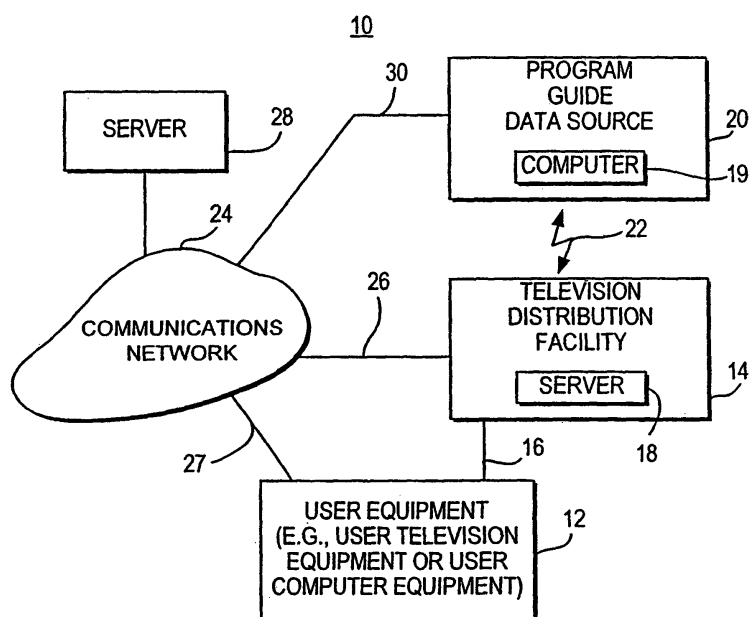 10
30
PROGRAM
GUIDE
DATA SOURCE
COMPUTER
20
19
SERVER
28
24
22
COMMUNICATIONS
NETWORK
26
TELEVISION
DISTRIBUTION
FACILITY
SERVER
14
18
27
16
USER EQUIPMENT
(E.G., USER TELEVISION
EQUIPMENT OR USER
COMPUTER EQUIPMENT)
12